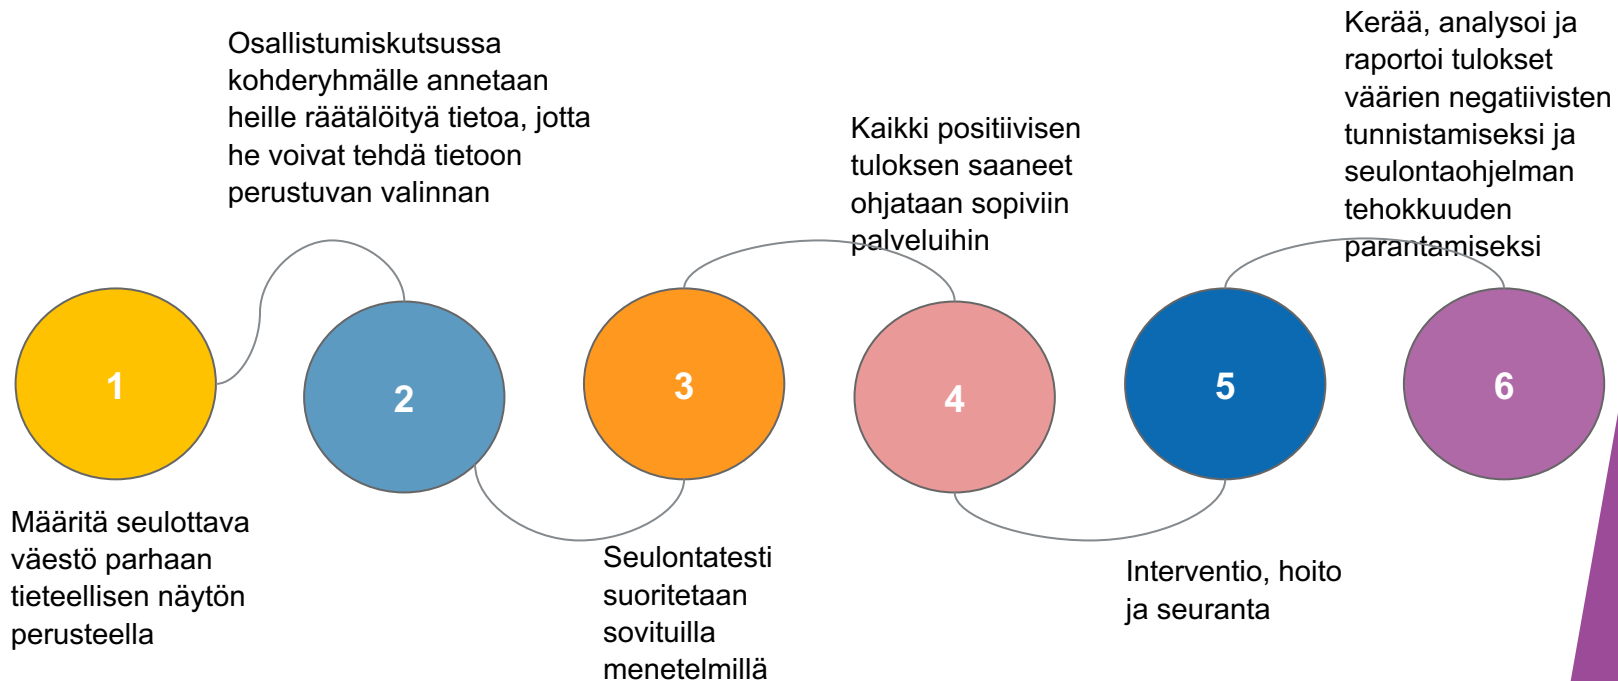 Osallistumiskutsussa
kohderyhmälle annetaan
heille räätälöityä tietoa, jotta
he voivat tehdä tietoon
perustuvan valinnan
Kaikki positiivisen
tuloksen saaneet
ohjataan sopiviin
palveluihin
Kerää, analysoi ja
raportoi tulokset
väärien negatiivisten
tunnistamiseksi ja
seulontaohjelman
tehokkuuden
parantamiseksi
1
2
3
4
5
6
Määritä seulottava
väestö parhaan
tieteellisen näytön
perusteella
Seulontatesti
suoritetaan
sovituilla
menetelmillä
Interventio, hoito
ja seuranta